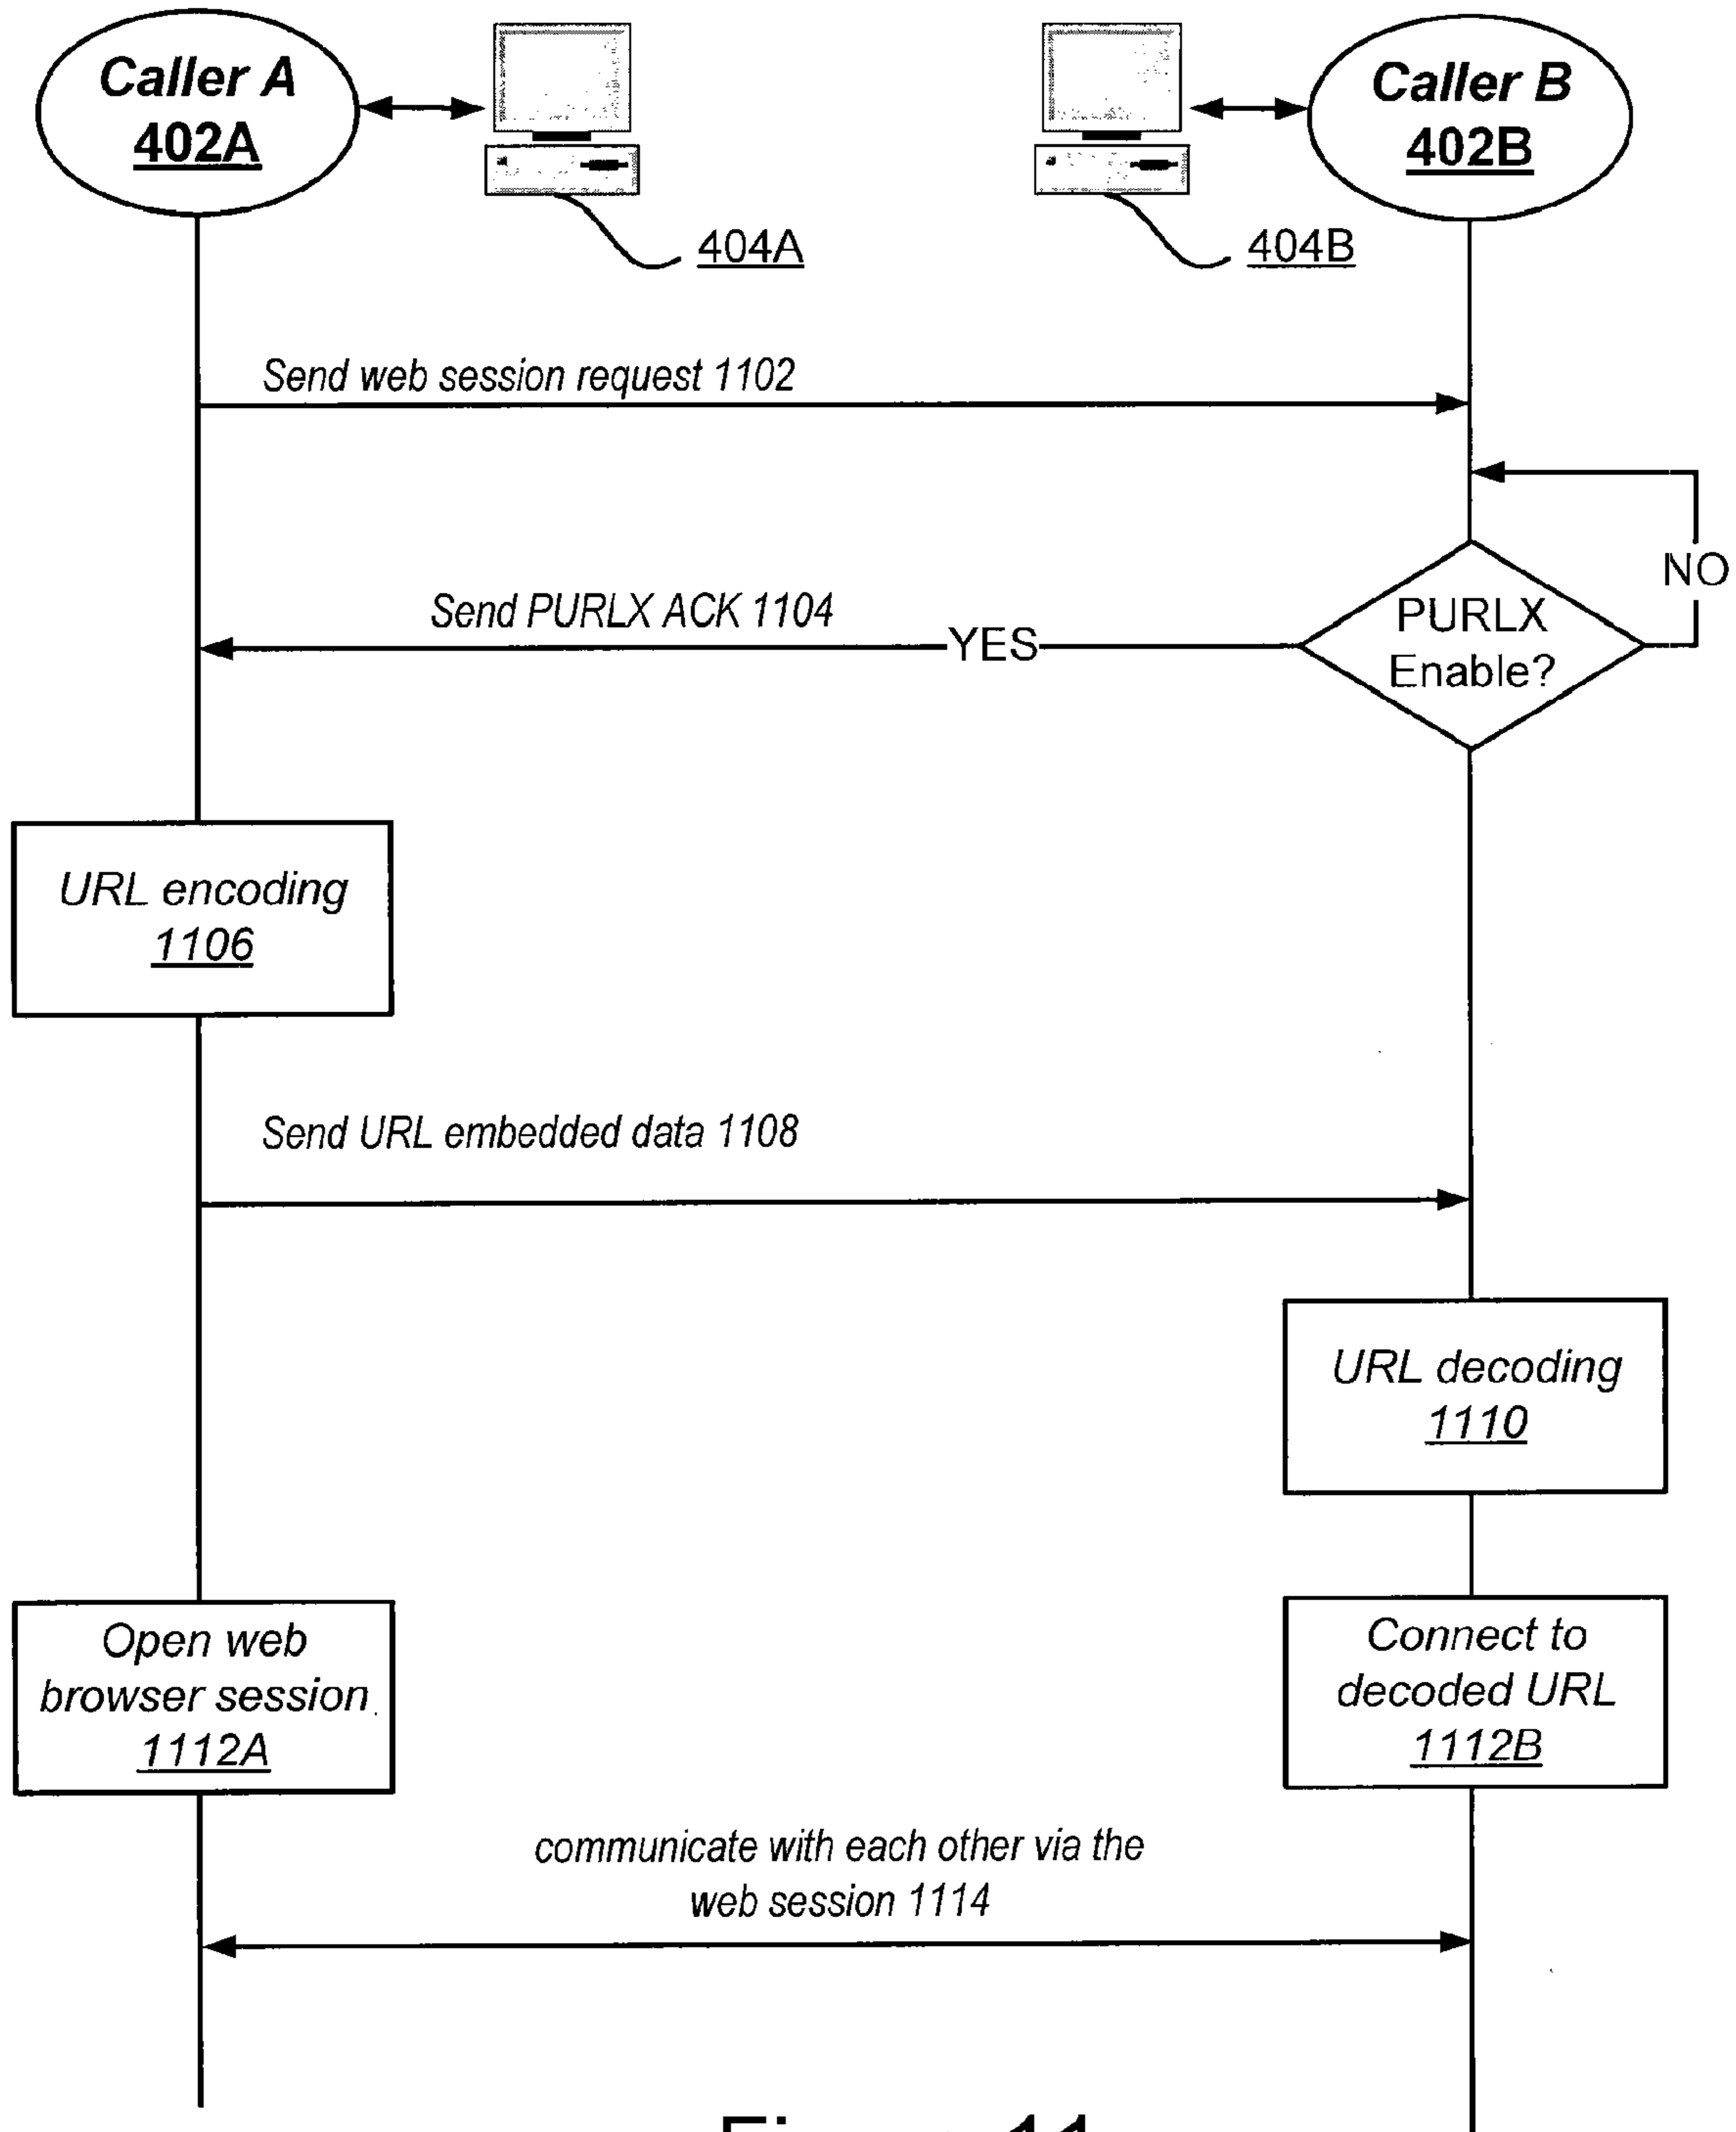 Caller A
402A
Caller B
402B
404A
404B
Send web session request 1102
NO
PURLX
Enable?
Send PURLX ACK 1104
YES
URL encoding
1106
Send URL embedded data 1108
URL decoding
1110
Open web
browser session
1112A
Connect to
decoded URL
1112B
communicate with each other via the
web session 1114